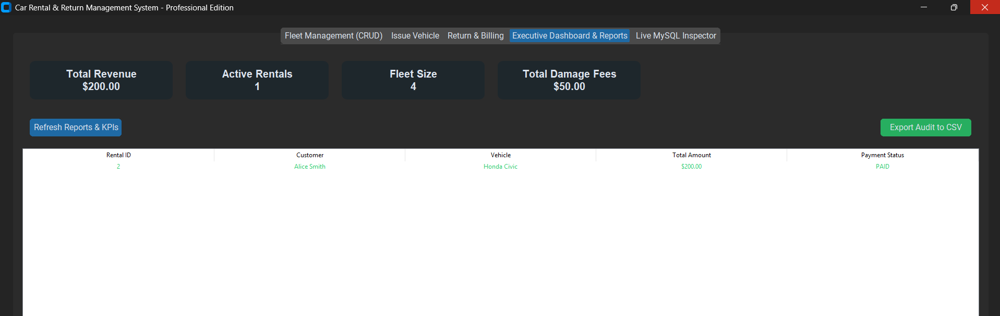 Car Rental & Return Management System - Professional Edition
Fleet Management (CRUD) Issue Vehicle Return & Billing Executive Dashboard & Reports Live MySQL Inspector
Total Revenue
$200.00
Active Rentals
1
Fleet Size
4
Total Damage Fees
$50.00
Refresh Reports & KPIs
Export Audit to CSV
Rental ID Customer Vehicle Total Amount Payment Status
2 Alice Smith Honda Civic $200.00 PAID